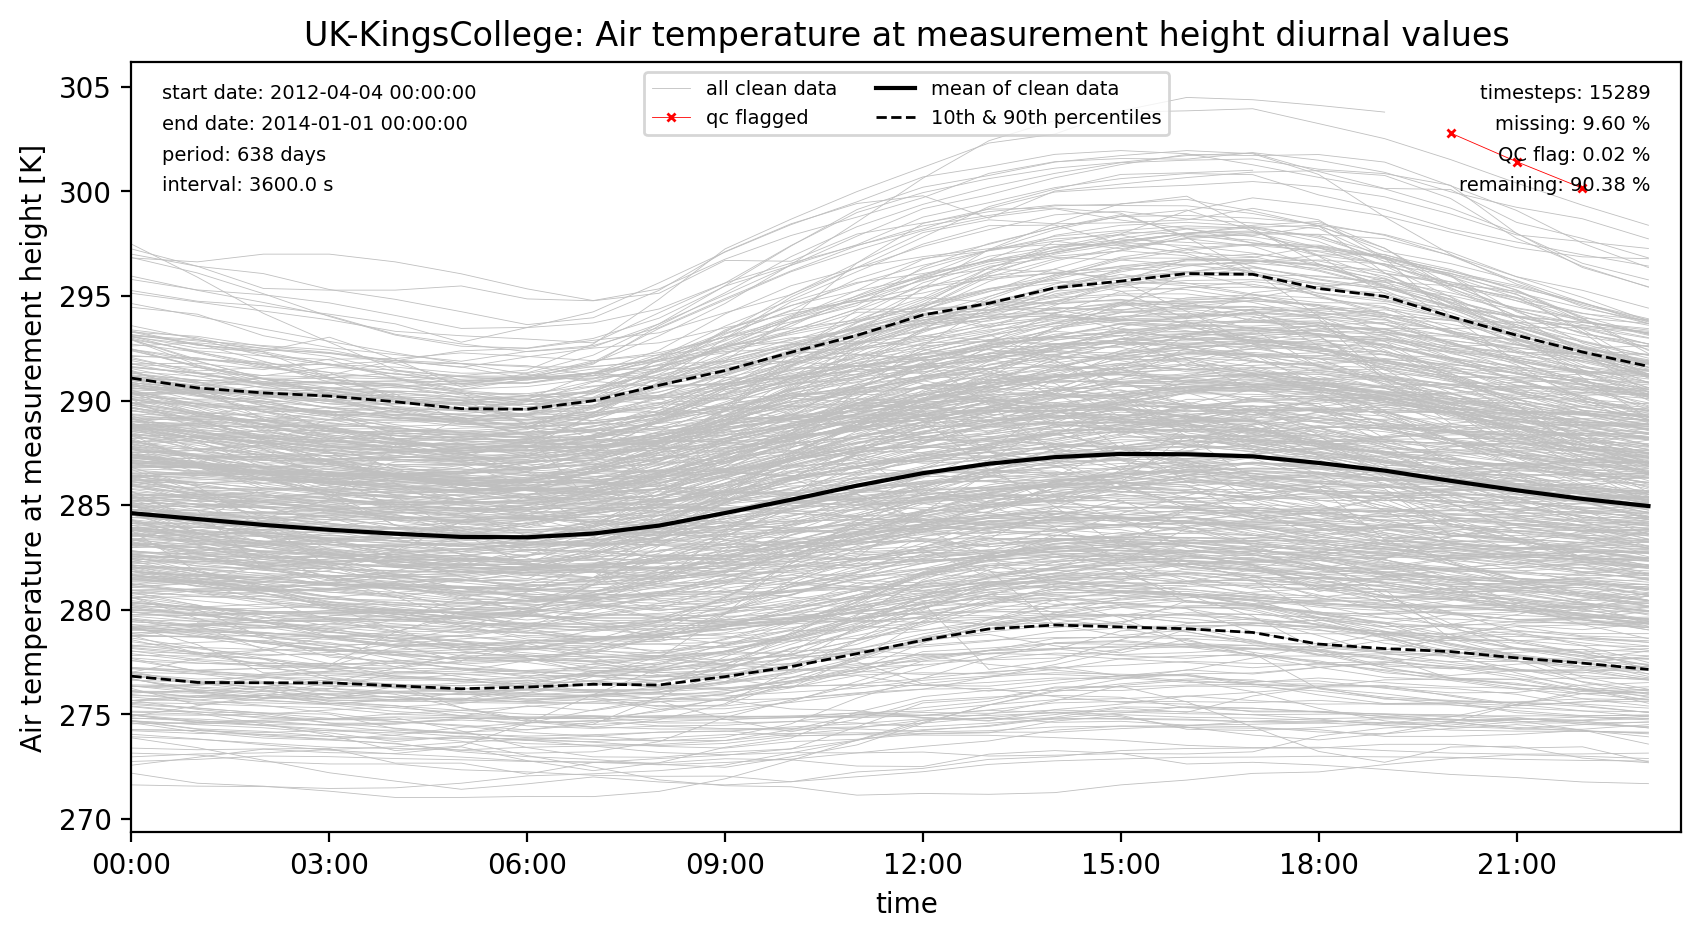 UK-KingsCollege: Air temperature at measurement height diurnal values
305
300
295
290
285
280
275
270
Air temperature at measurement height [K]
start date: 2012-04-04 00:00:00
end date: 2014-01-01 00:00:00
period: 638 days
interval: 3600.0 s
all clean data
qc flagged
mean of clean data
10th & 90th percentiles
timesteps: 15289
missing: 9.60 %
QC flag: 0.02 %
remaining: 90.38 %
00:00 03:00 06:00 09:00 12:00 15:00 18:00 21:00
time